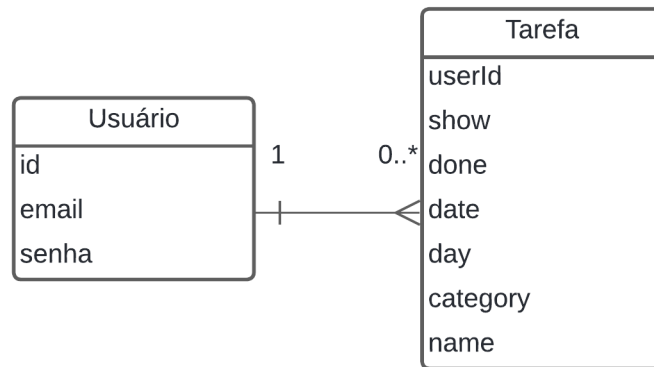 Usuário
id
email
senha
1
0..*
Tarefa
userId
show
done
date
day
category
name